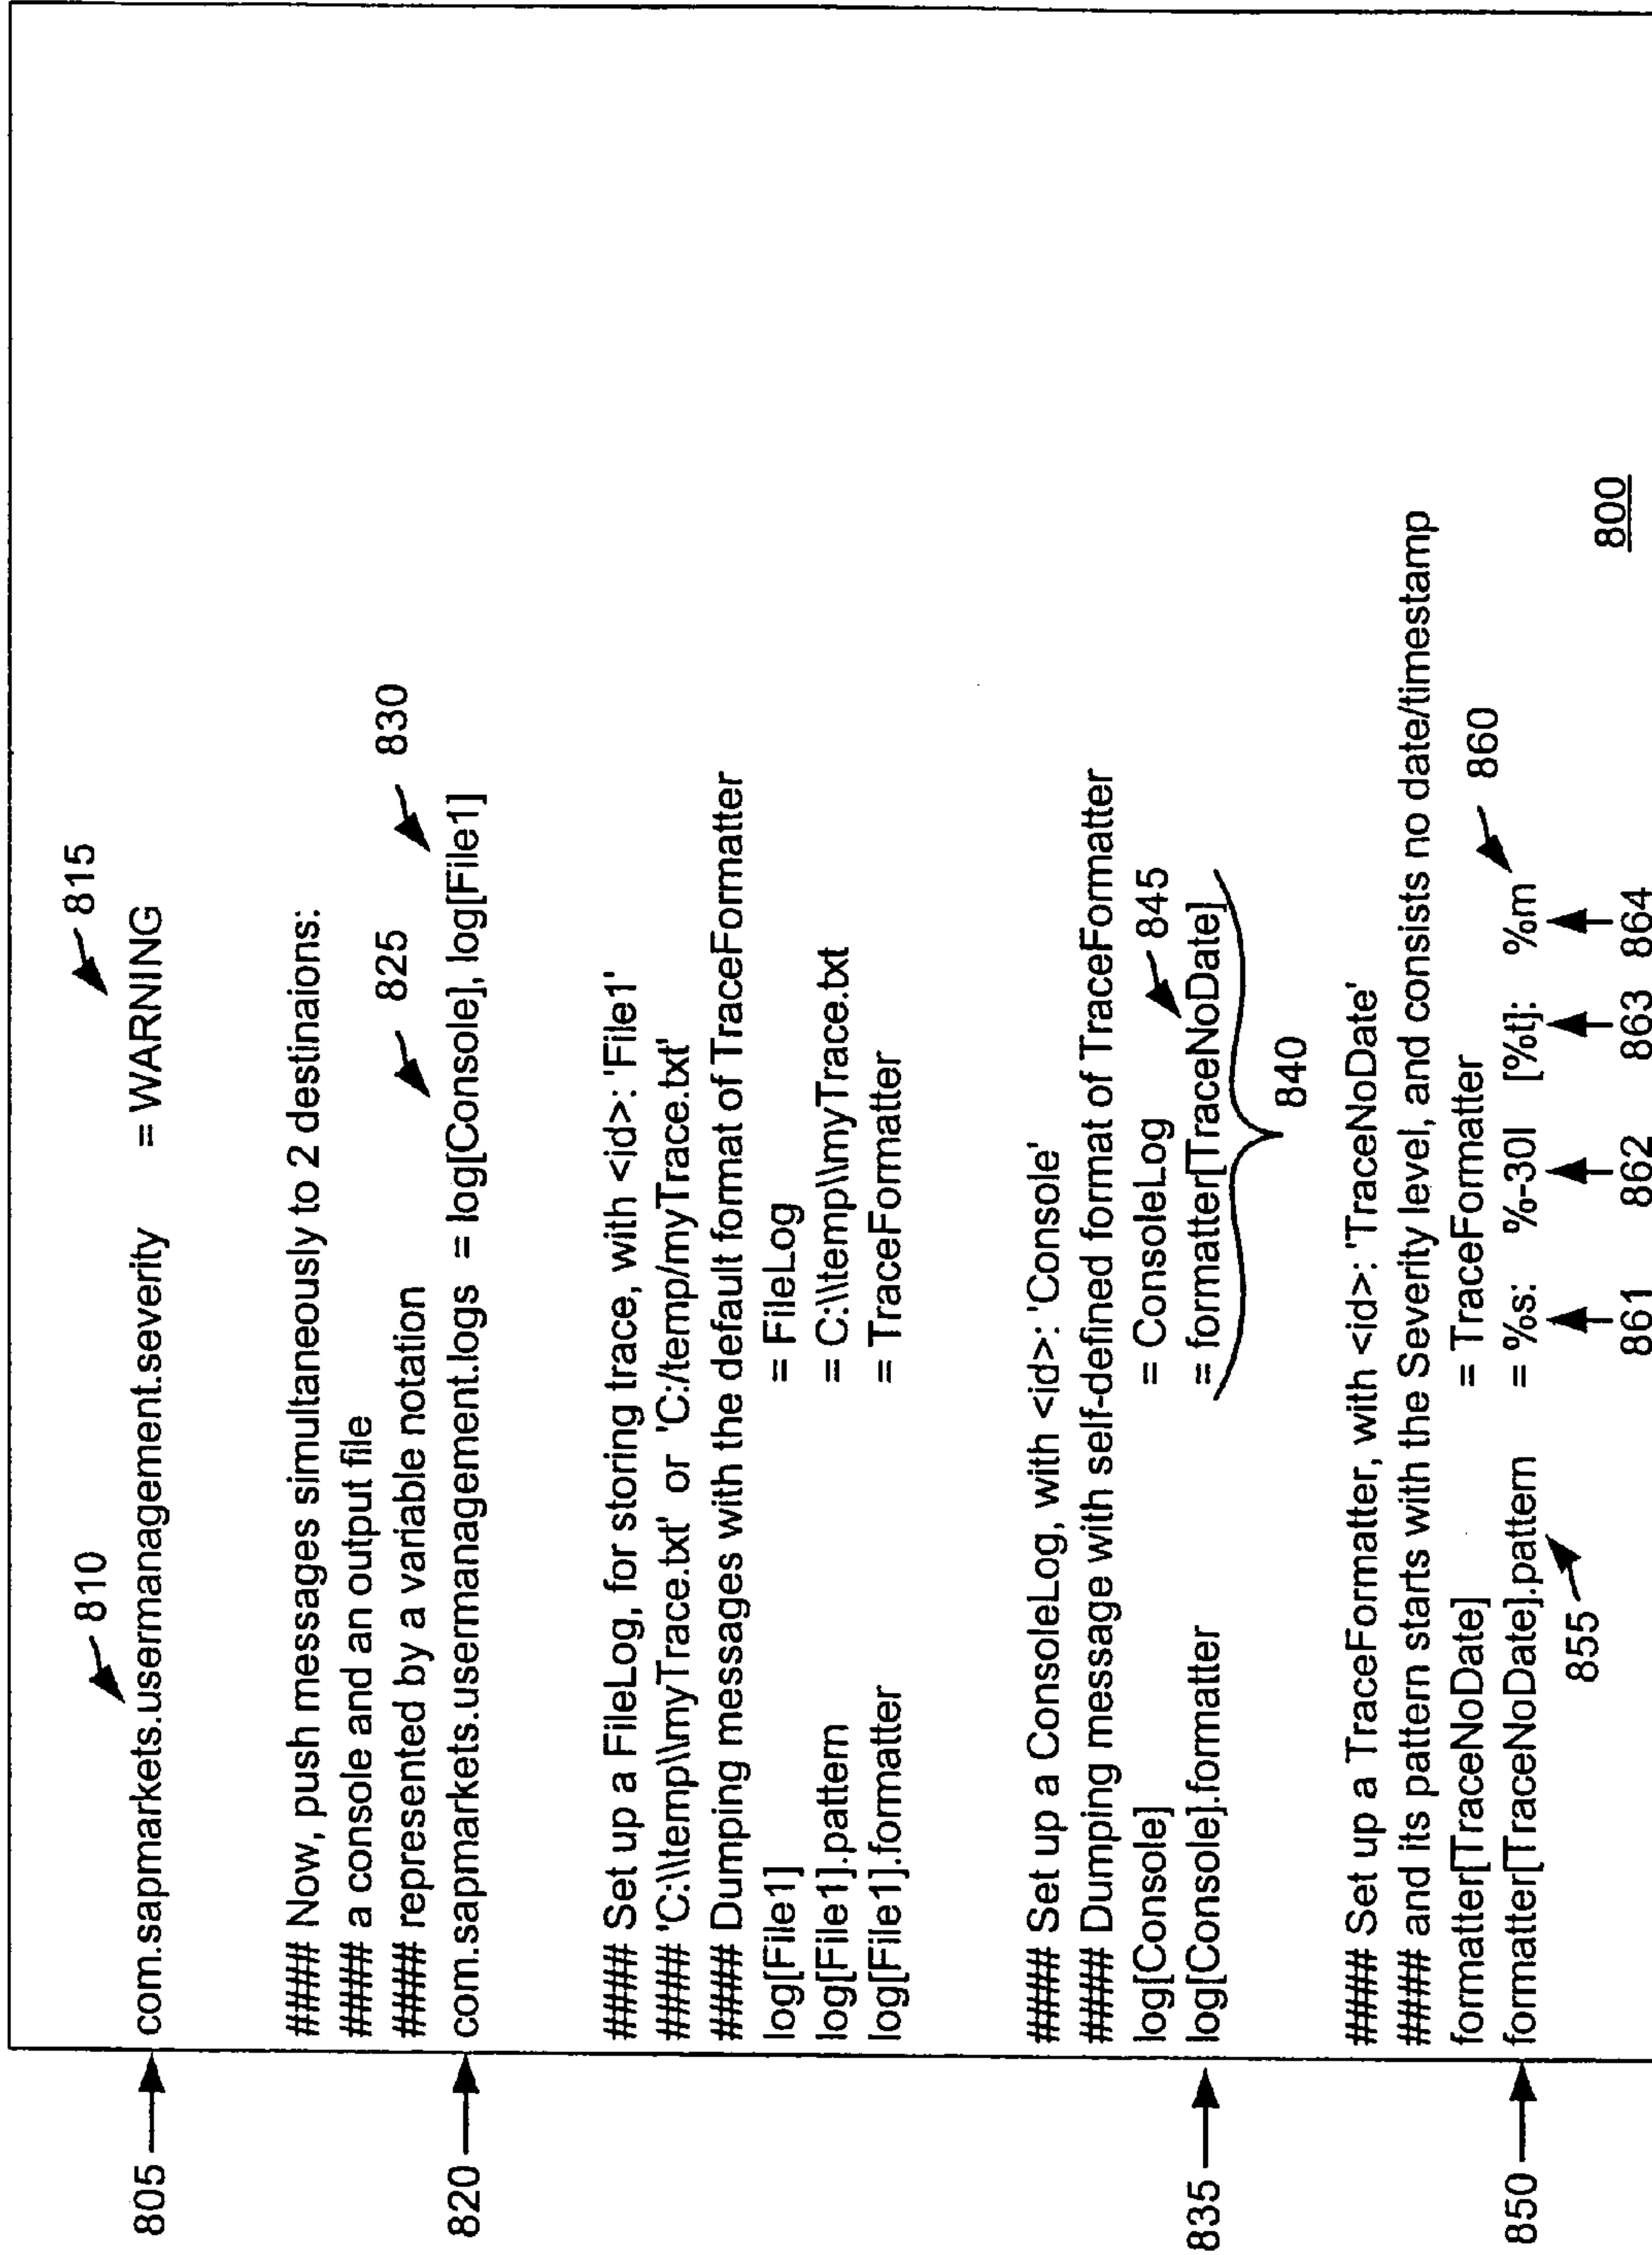 810 815
805 com.sapmarkets.usermanagement.severity = WARNING
##### Now, push messages simultaneously to 2 destinaions:
##### a console and an output file
##### represented by a variable notation 825 830
820 com.sapmarkets.usermanagement.logs = log[Console], log[File1]
##### Set up a FileLog, for storing trace, with <id>: 'File1'
##### 'C:\\temp\\myTrace.txt' or 'C:/temp/myTrace.txt'
##### Dumping messages with the default format of TraceFormatter
log[File1] = FileLog
log[File1].pattern = C:\\temp\\myTrace.txt
log[File1].formatter = TraceFormatter
##### Set up a ConsoleLog, with <id>: 'Console'
##### Dumping message with self-defined format of TraceFormatter
log[Console] = ConsoleLog 845
835 log[Console].formatter = formatter[TraceNoDate]
840
##### Set up a TraceFormatter, with <id>: 'TraceNoDate'
##### and its pattern starts with the Severity level, and consists no date/timestamp
formatter[TraceNoDate] = TraceFormatter 860
850 formatter[TraceNoDate].pattern = %s: %-30l [%t]: %m
855 861 862 863 864
800